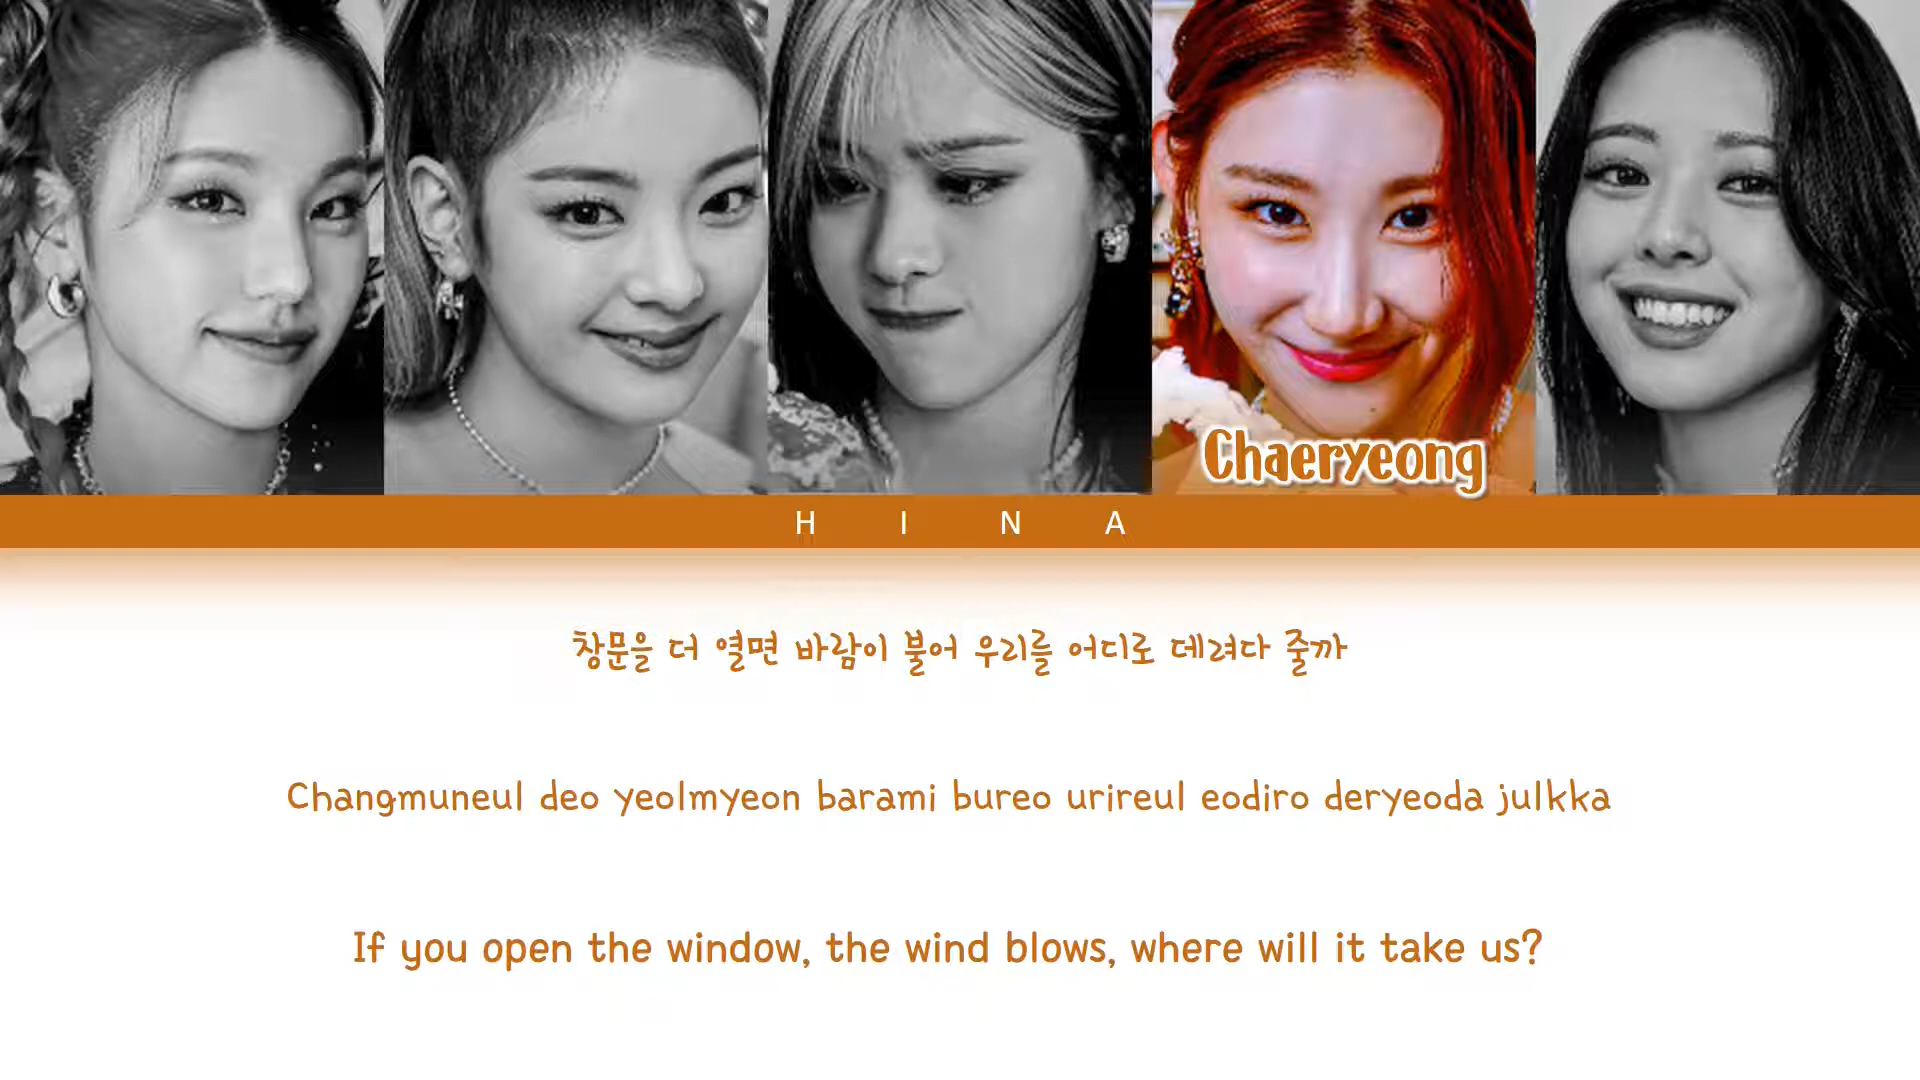 Chaeryeong
H I N A
창문을 더 열면 바람이 불어 우리를 어디로 데려다 줄까
Changmuneul deo yeolmyeon barami bureo urireul eodiro deryeoda julkka
If you open the window, the wind blows, where will it take us?